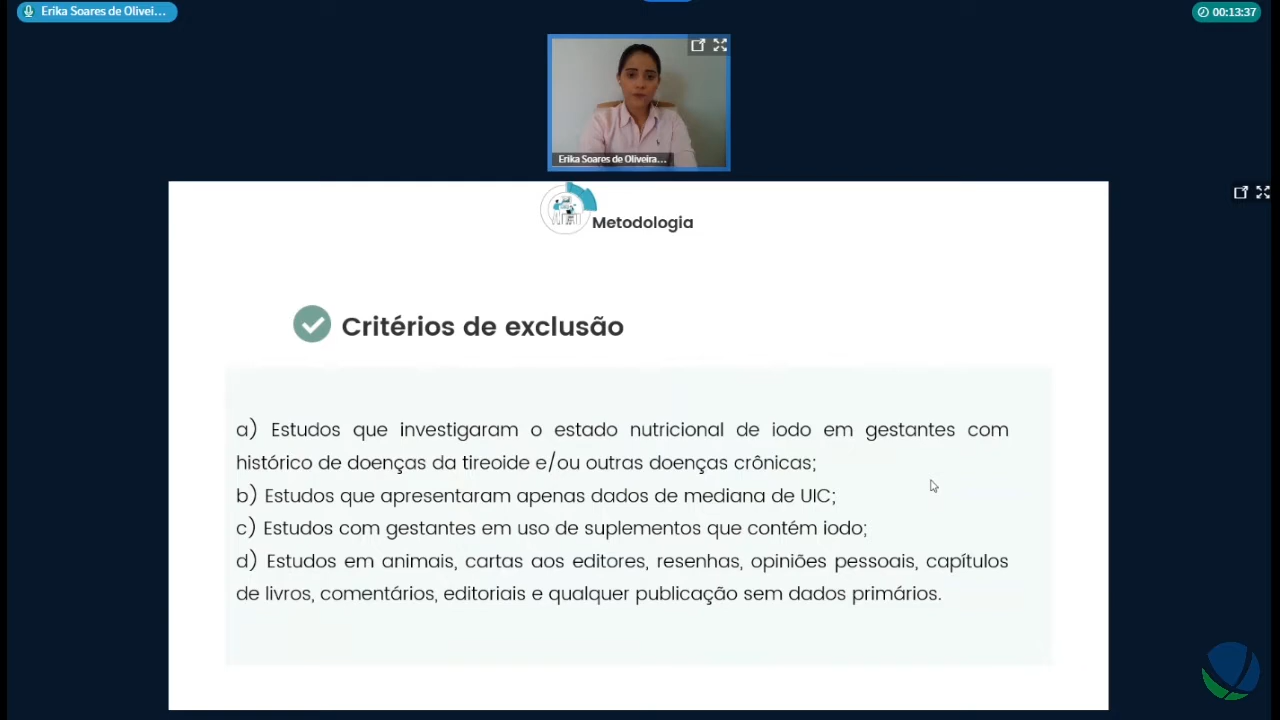 Erika Soares de Olivei...
00:13:37
Erika Soares de Oliveira...
Metodologia
Critérios de exclusão
a) Estudos que investigaram o estado nutricional de iodo em gestantes com
histórico de doenças da tireoide e/ou outras doenças crônicas;
b) Estudos que apresentaram apenas dados de mediana de UIC;
c) Estudos com gestantes em uso de suplementos que contém iodo;
d) Estudos em animais, cartas aos editores, resenhas, opiniões pessoais, capítulos
de livros, comentários, editoriais e qualquer publicação sem dados primários.